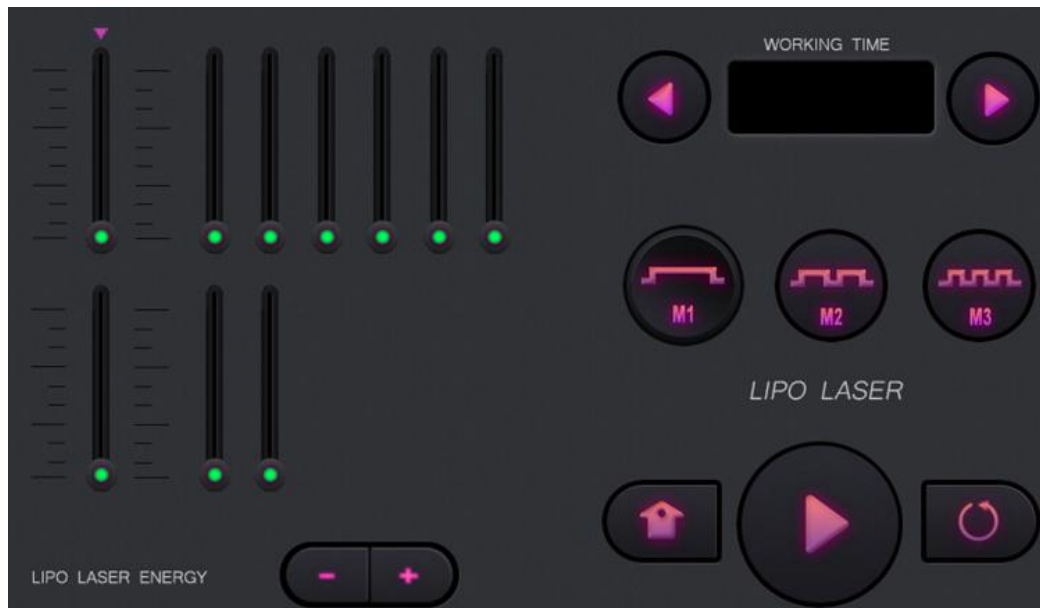 WORKING TIME
M1
M2
M3
LIPO LASER
LIPO LASER ENERGY
- +